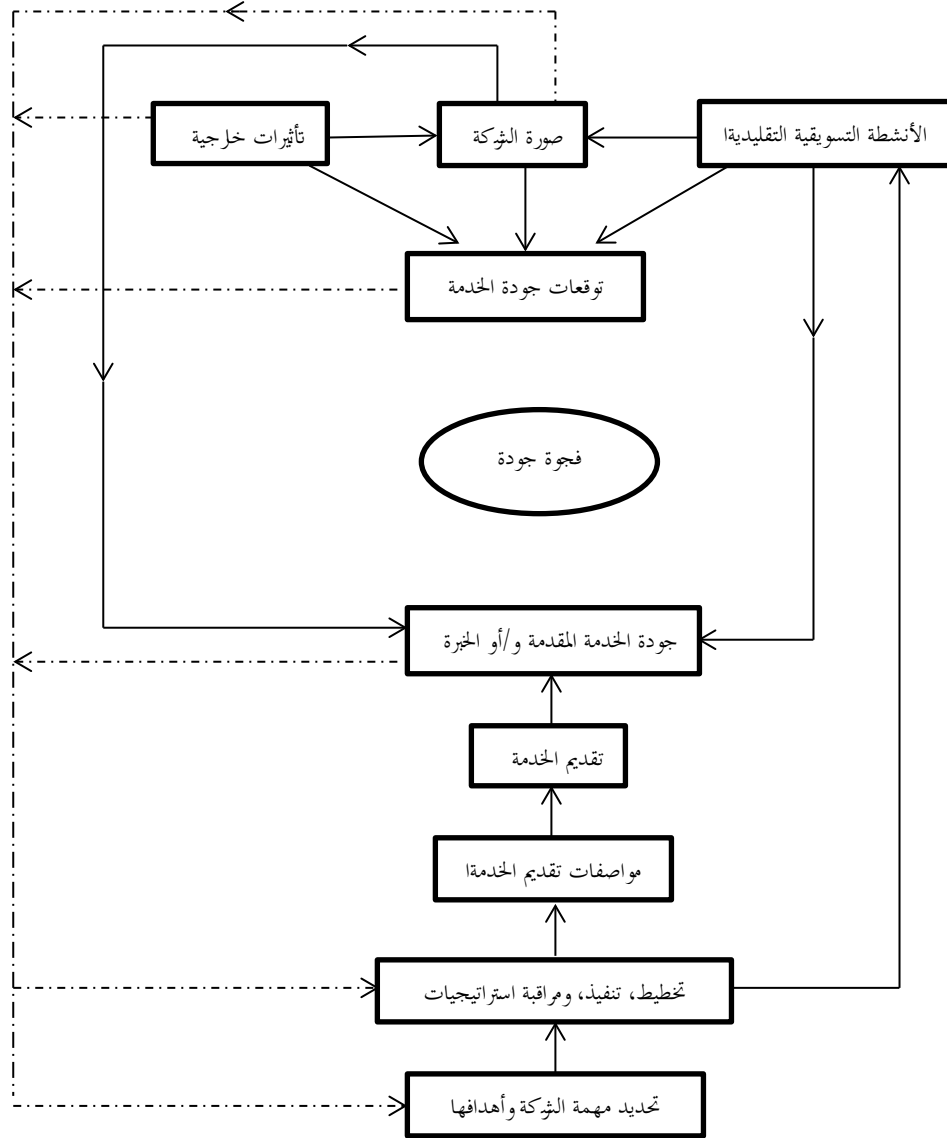 الأنشطة التسويقية التقليديةا
صورة الشركة
تأثيرات خارجية
توقعات جودة الخدمة
فجوة جودة
جودة الخدمة المقدمة و/أو الخبرة
تقديم الخدمة
مواصفات تقديم الخدمةا
تخطيط، تنفيذ، ومراقبة استراتيجيات
تحديد مهمة الشركة وأهدافها